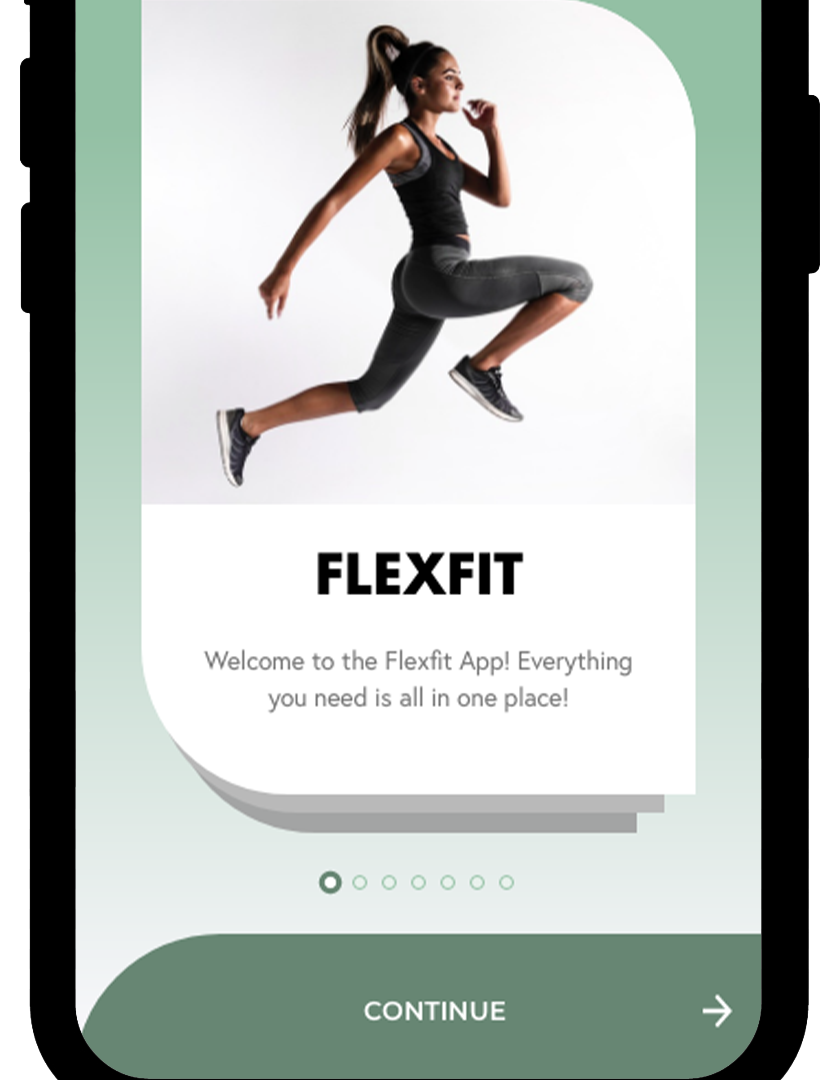 FLEXFIT
Welcome to the Flexfit App! Everything
you need is all in one place!
CONTINUE